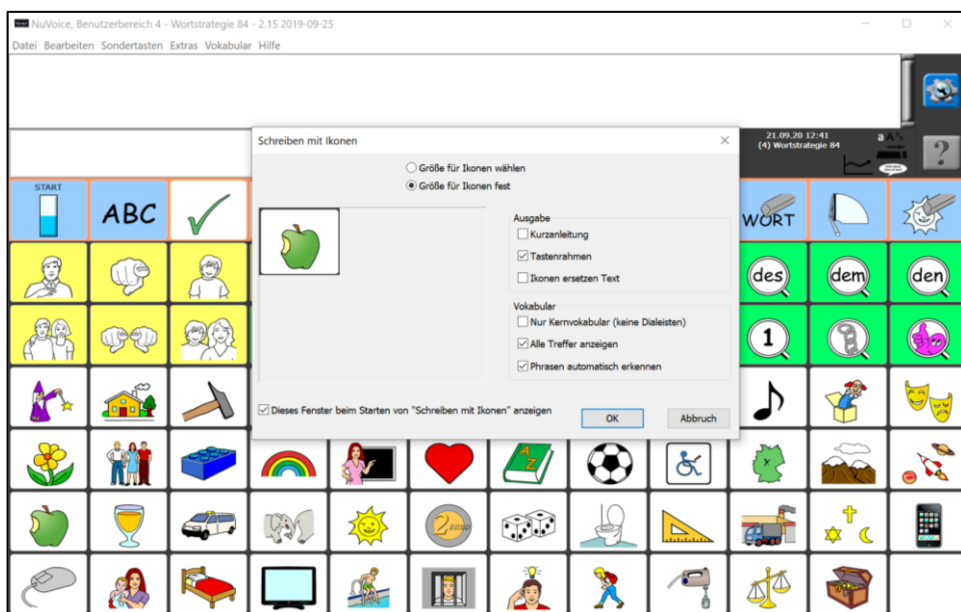 NuVoice, Benutzerbereich 4 - Wortstrategie 84 - 2.15 2019-09-25
Datei Bearbeiten Sondertasten Extras Vokabular Hilfe
21.09.20 12:41
(4) Wortstrategie 84
Schreiben mit Ikonen
Größe für Ikonen wählen
Größe für Ikonen fest
Ausgabe
Kurzanleitung
Tastenrahmen
Ikonen ersetzen Text
Vokabular
Nur Kernvokabular (keine Dialeisten)
Alle Treffer anzeigen
Phrasen automatisch erkennen
Dieses Fenster beim Starten von "Schreiben mit Ikonen" anzeigen
OK Abbruch
START
ABC
WORT
des dem den
1
A Z
2